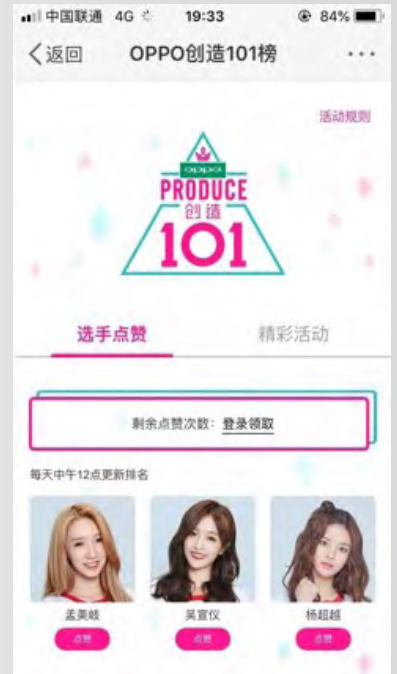 中国联通 4G 19:33 84%
返回 OPPO创造101榜 ...
活动规则
oppo
PRODUCE
创造
101
选手点赞 精彩活动
剩余点赞次数：登录领取
每天中午12点更新排名
孟美岐 吴宣仪 杨超越
点赞 点赞 点赞